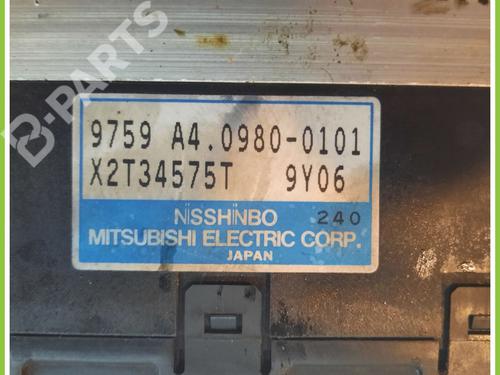 B-PARTS
9759 A4.0980-0101
X2T34575T 9Y06
NISSHINBO 240
MITSUBISHI ELECTRIC CORP.
JAPAN